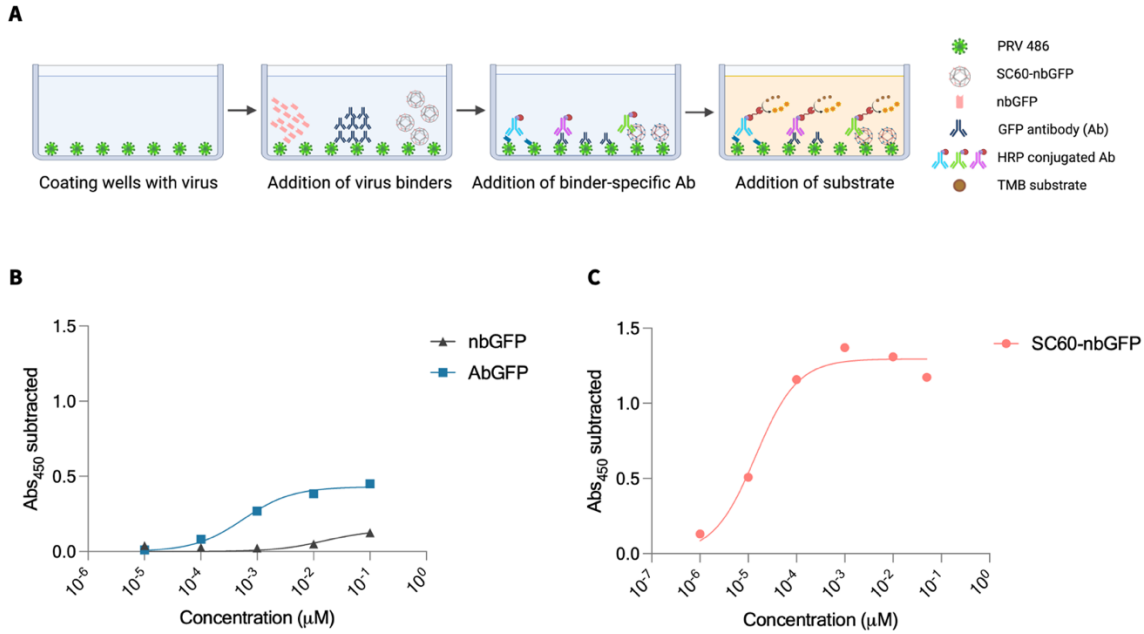 A
Coating wells with virus
Addition of virus binders
Addition of binder-specific Ab
Addition of substrate
PRV 486
SC60-nbGFP
nbGFP
GFP antibody (Ab)
HRP conjugated Ab
TMB substrate
B
1.5
1.0
0.5
0.0
Abs450 subtracted
10-6
10-5
10-4
10-3
10-2
10-1
100
Concentration (μM)
nbGFP
AbGFP
C
1.5
1.0
0.5
0.0
Abs450 subtracted
10-7
10-6
10-5
10-4
10-3
10-2
10-1
100
Concentration (μM)
SC60-nbGFP